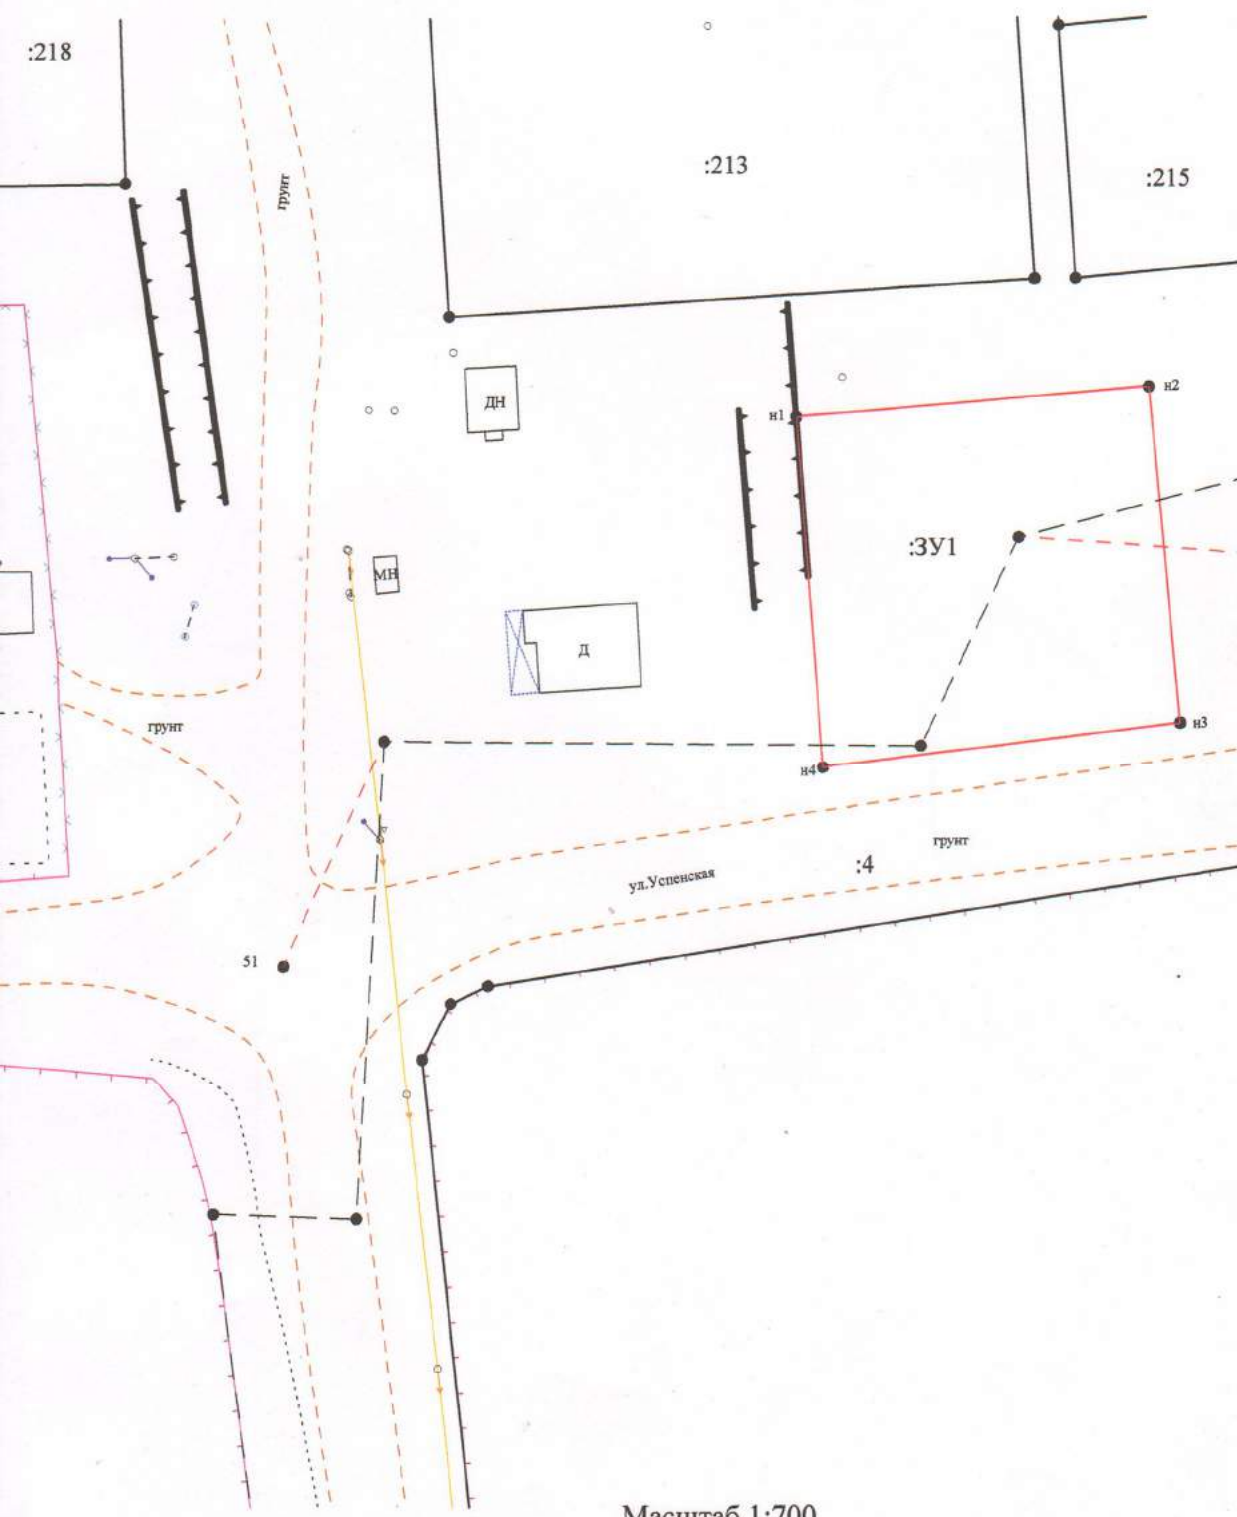 :218
грунт
:213
:215
ДН
н1
н2
:ЗУ1
МН
Д
грунт
н3
н4
грунт
:4
ул.Успенская
51
Масштаб 1:700